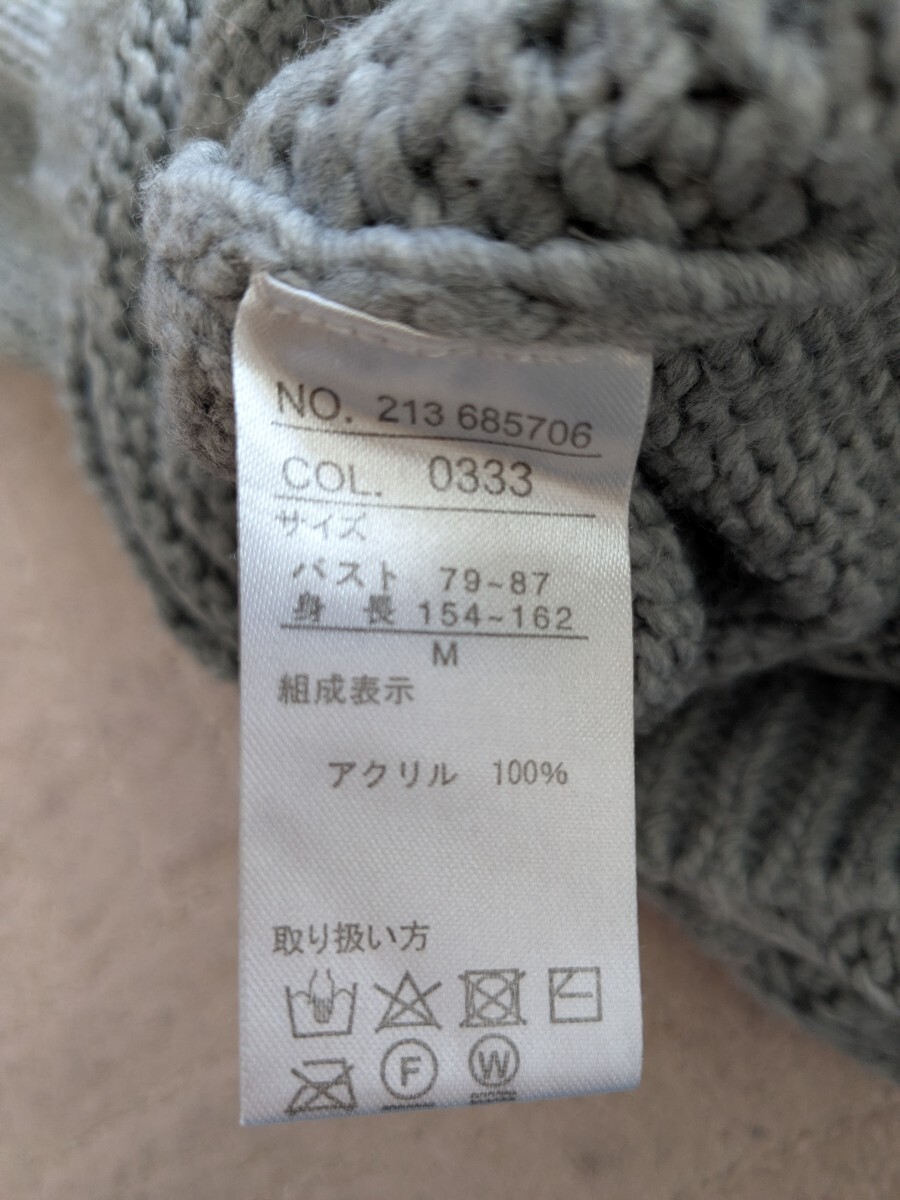 NO. 213 685706
COL. 0333
サイズ
バスト 79~87
身 長 154~162
M
組成表示
アクリル 100%
取り扱い方
F W